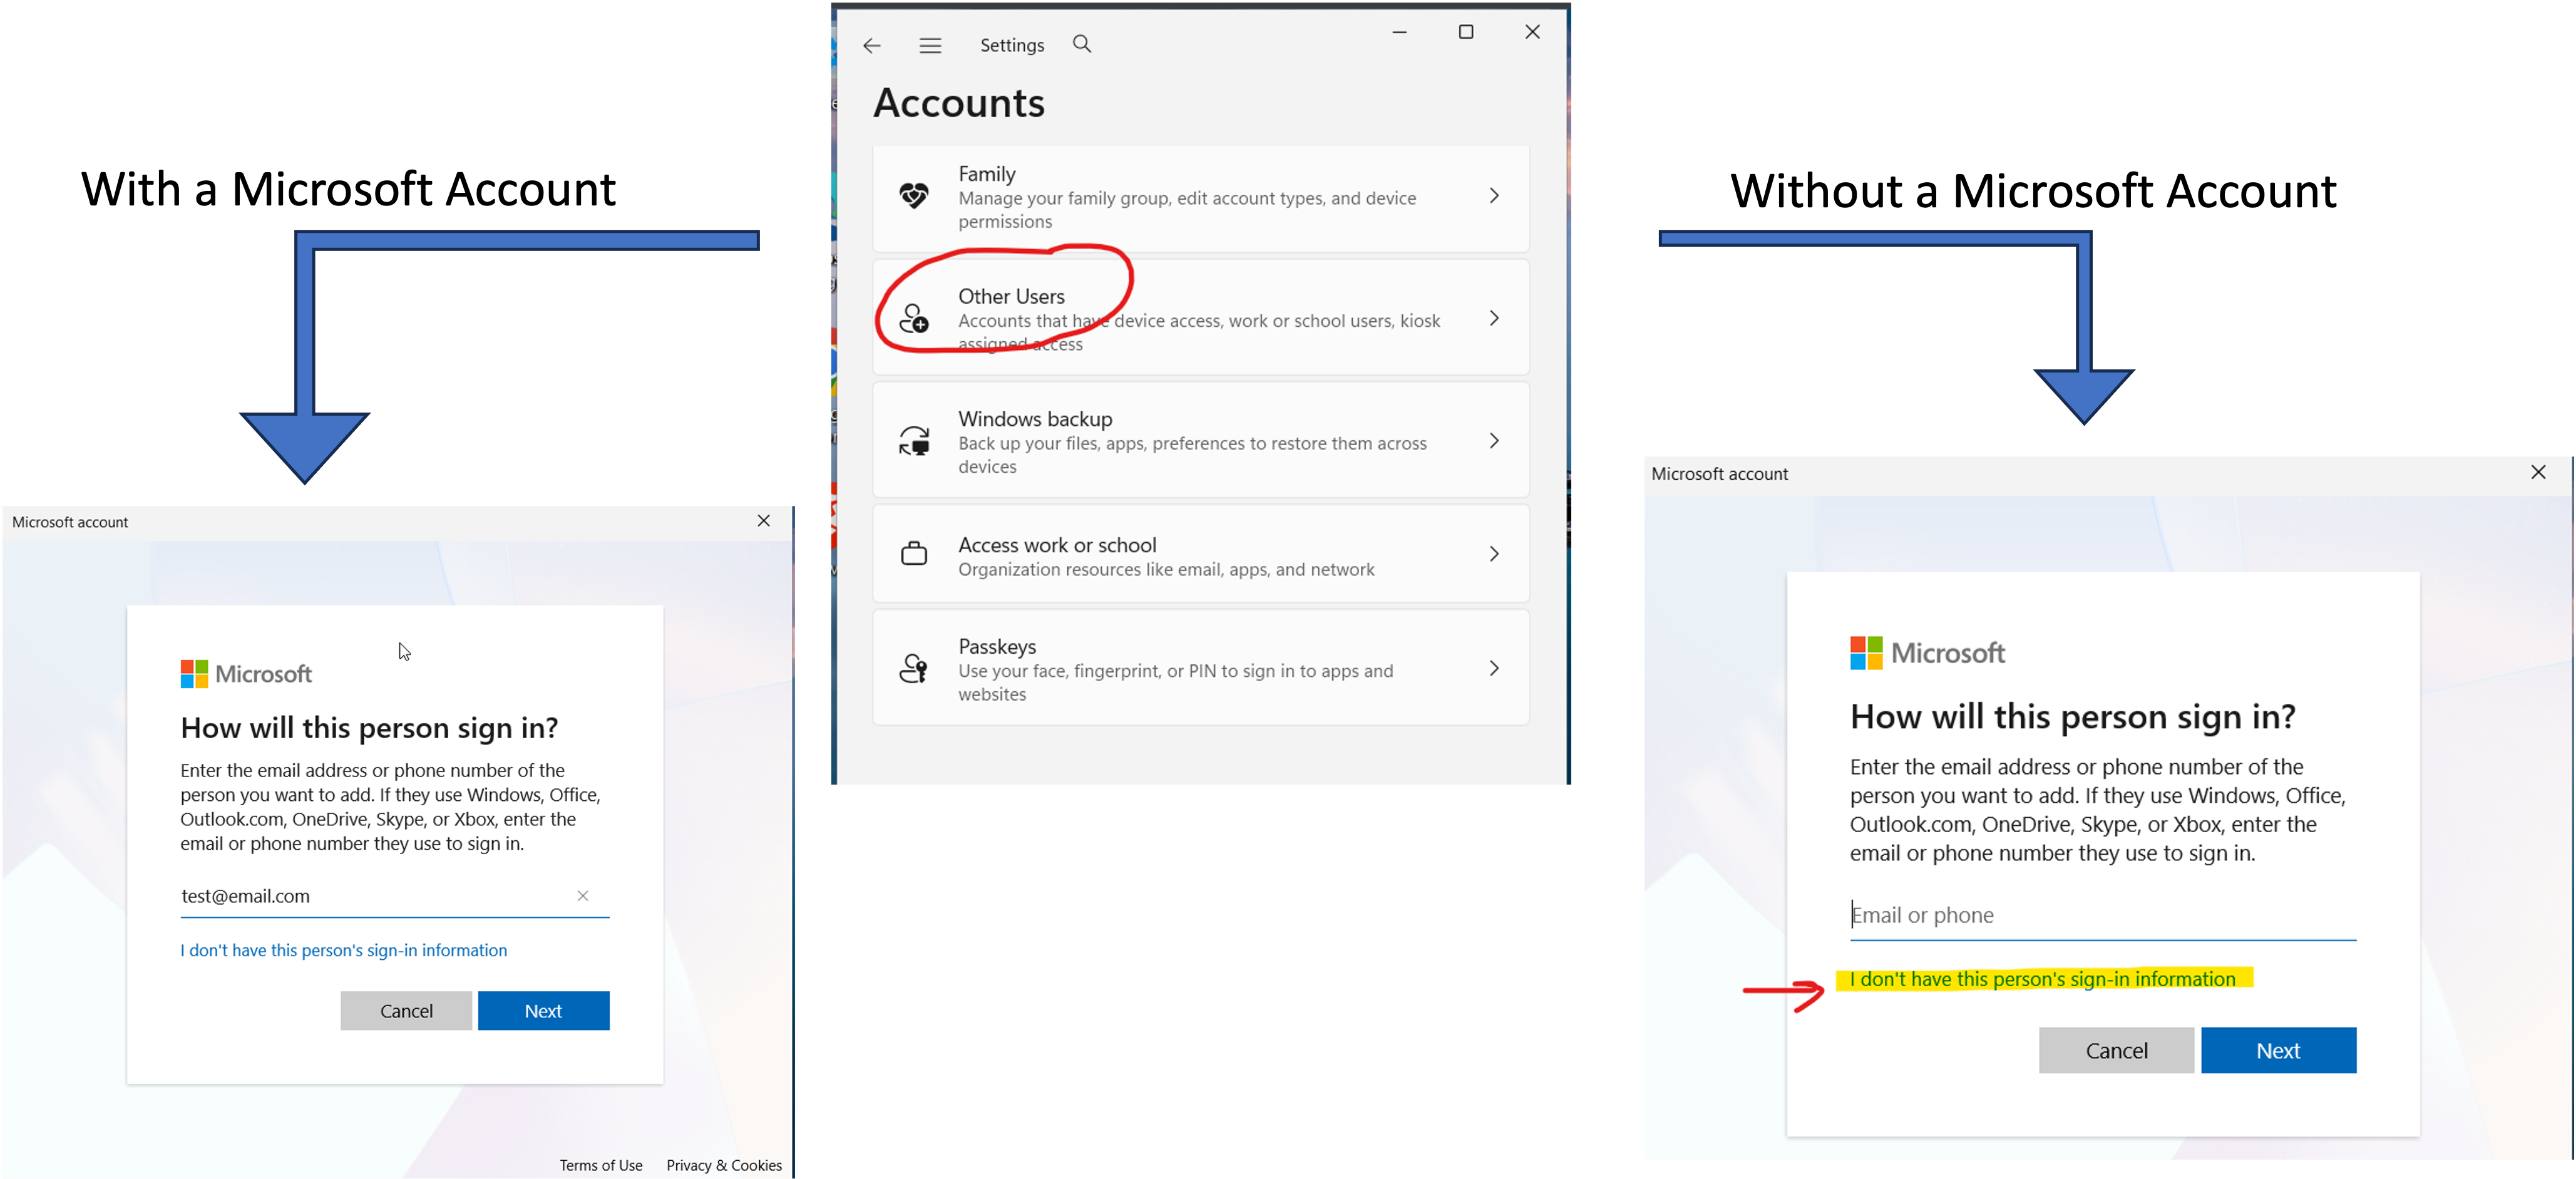 With a Microsoft Account
Microsoft account
Microsoft
How will this person sign in?
Enter the email address or phone number of the
person you want to add. If they use Windows, Office,
Outlook.com, OneDrive, Skype, or Xbox, enter the
email or phone number they use to sign in.
test@email.com
I don't have this person's sign-in information
Cancel
Next
Terms of Use
Privacy & Cookies
Settings
Accounts
Family
Manage your family group, edit account types, and device
permissions
Other Users
Accounts that have device access, work or school users, kiosk
assigned access
Windows backup
Back up your files, apps, preferences to restore them across
devices
Access work or school
Organization resources like email, apps, and network
Passkeys
Use your face, fingerprint, or PIN to sign in to apps and
websites
Without a Microsoft Account
Microsoft account
Microsoft
How will this person sign in?
Enter the email address or phone number of the
person you want to add. If they use Windows, Office,
Outlook.com, OneDrive, Skype, or Xbox, enter the
email or phone number they use to sign in.
Email or phone
I don't have this person's sign-in information
Cancel
Next